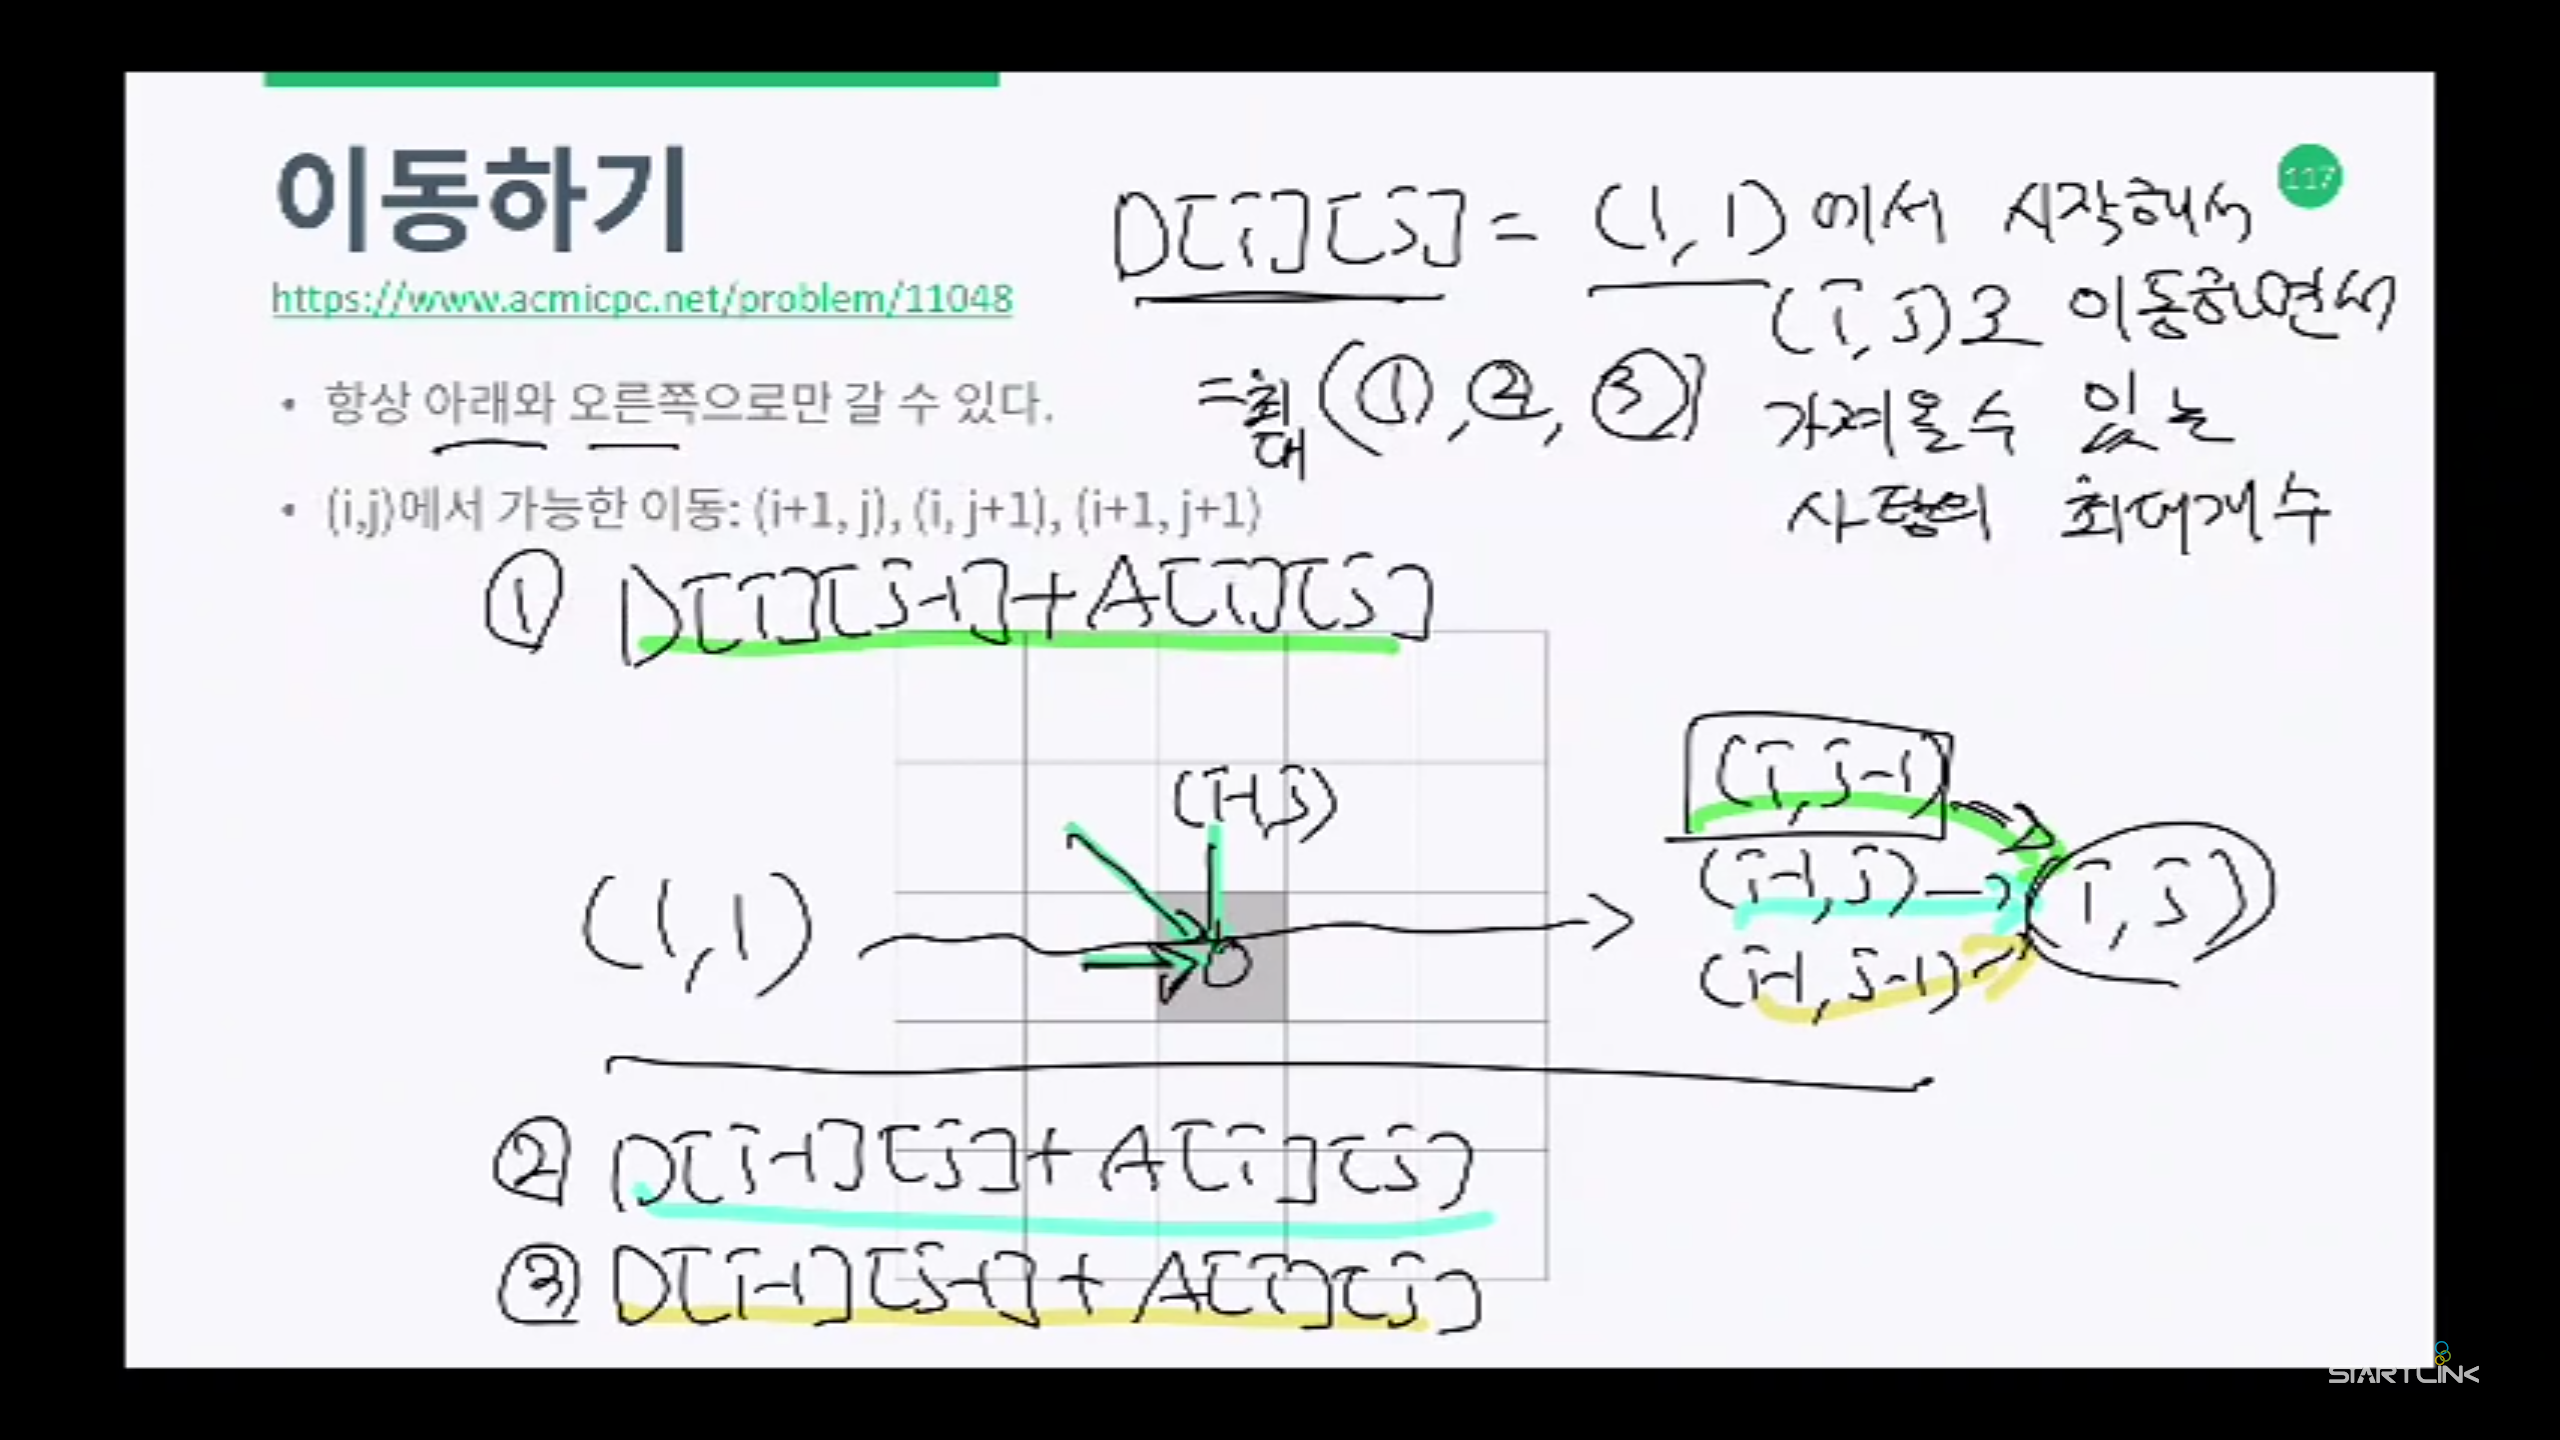 이동하기
117
https://www.acmicpc.net/problem/11048
D[i][j] = (1,1)에서 시작해서
(i,j)로 이동하면서
가져올수 있는
사탕의 최대개수
=최대(①,②,③)
• 항상 아래와 오른쪽으로만 갈 수 있다.
• (i,j)에서 가능한 이동: (i+1, j), (i, j+1), (i+1, j+1)
① D[i][j-1]+A[i][j]
(i-1,j)
(1,1)
(i,j-1)
(i-1,j)
(i-1,j-1)
(i,j)
② D[i-1][j]+A[i][j]
③ D[i-1][j-1]+A[i][j]
STARTLINK